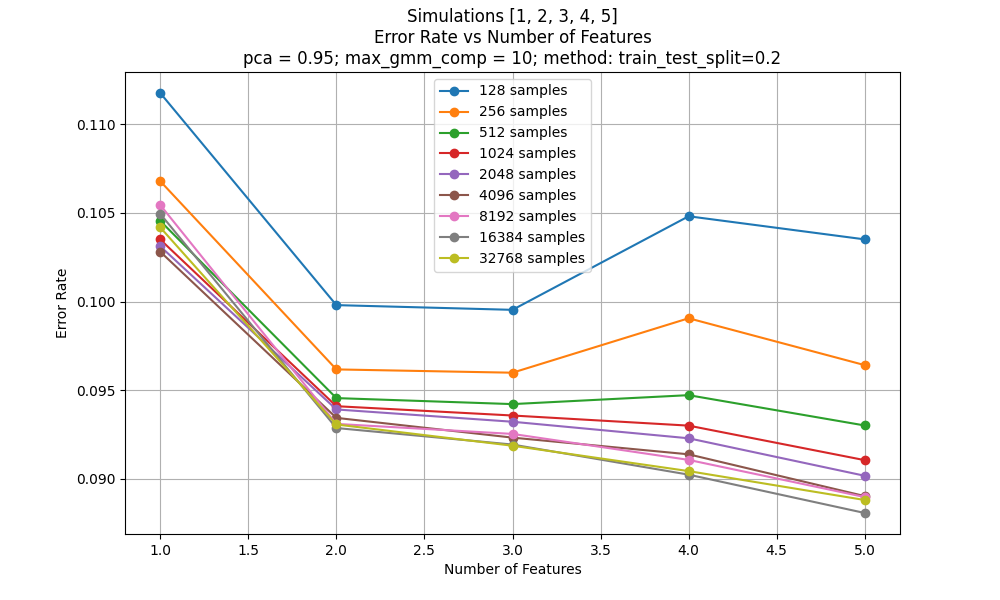 Simulations [1, 2, 3, 4, 5]
Error Rate vs Number of Features
pca = 0.95; max_gmm_comp = 10; method: train_test_split=0.2
128 samples
256 samples
512 samples
1024 samples
2048 samples
4096 samples
8192 samples
16384 samples
32768 samples
Error Rate
0.110
0.105
0.100
0.095
0.090
1.0 1.5 2.0 2.5 3.0 3.5 4.0 4.5 5.0
Number of Features